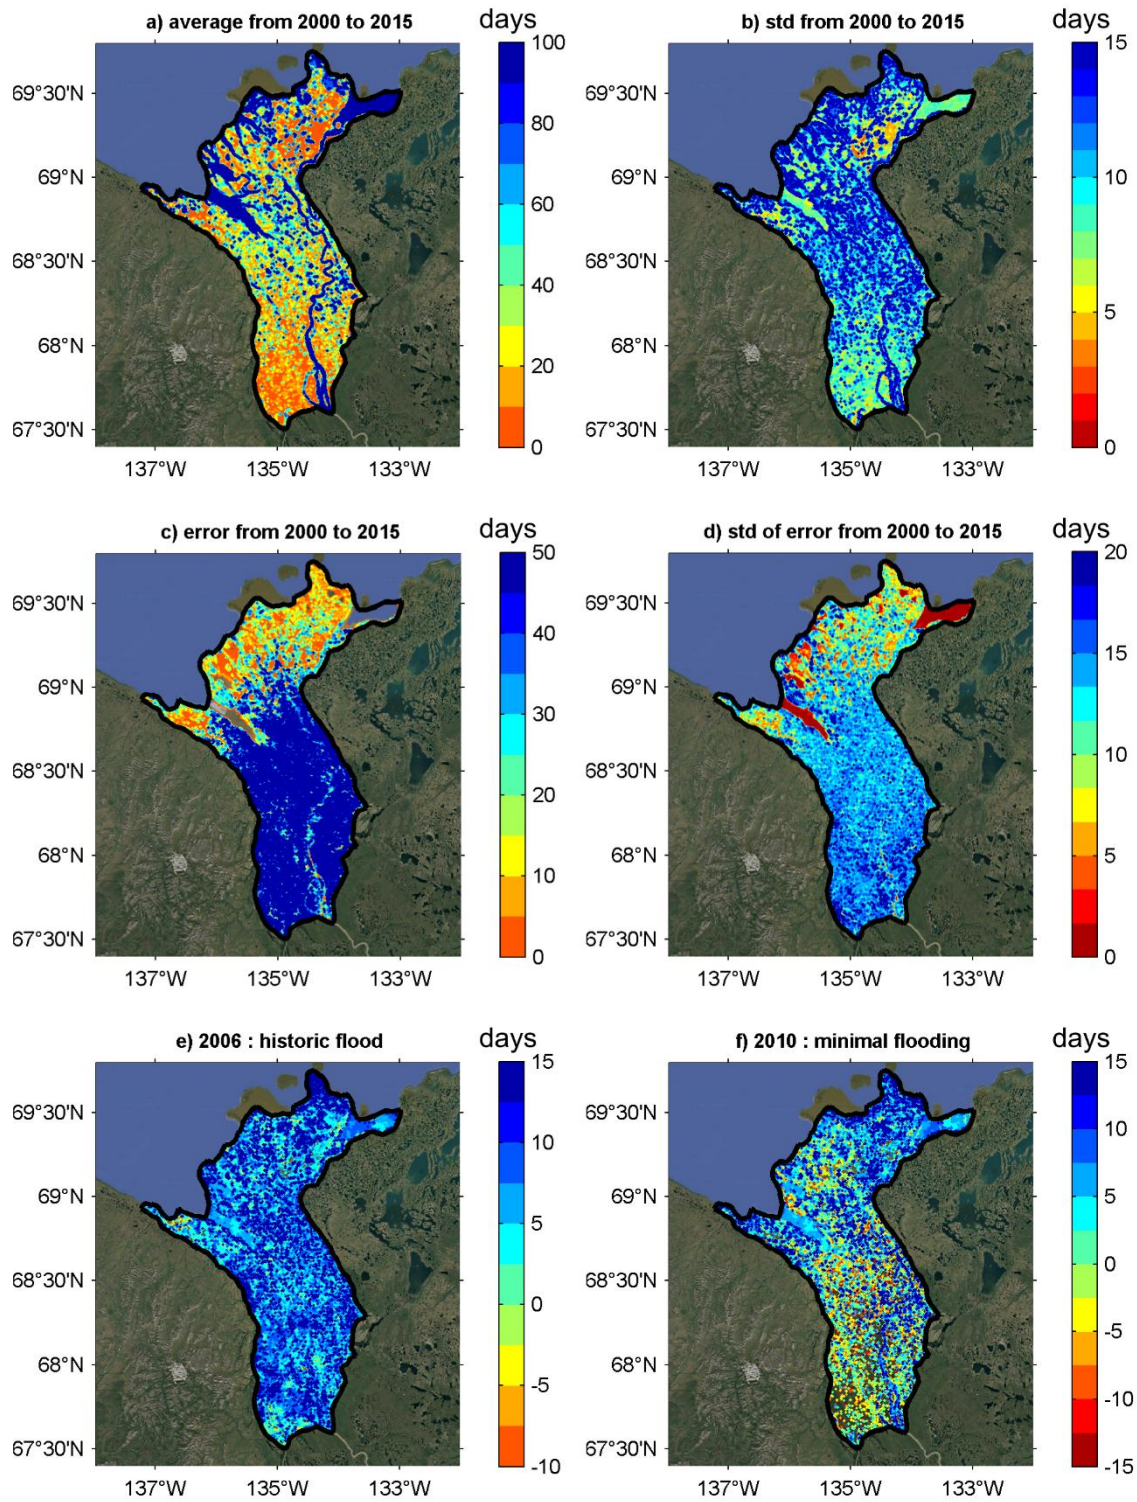 a) average from 2000 to 2015
days
b) std from 2000 to 2015
days
69°30'N
69°N
68°30'N
68°N
67°30'N
137°W
135°W
133°W
100
80
60
40
20
0
69°30'N
69°N
68°30'N
68°N
67°30'N
137°W
135°W
133°W
15
10
5
0
c) error from 2000 to 2015
days
d) std of error from 2000 to 2015
days
69°30'N
69°N
68°30'N
68°N
67°30'N
137°W
135°W
133°W
50
40
30
20
10
0
69°30'N
69°N
68°30'N
68°N
67°30'N
137°W
135°W
133°W
20
15
10
5
0
e) 2006 : historic flood
days
f) 2010 : minimal flooding
days
69°30'N
69°N
68°30'N
68°N
67°30'N
137°W
135°W
133°W
15
10
5
0
-5
-10
69°30'N
69°N
68°30'N
68°N
67°30'N
137°W
135°W
133°W
15
10
5
0
-5
-10
-15